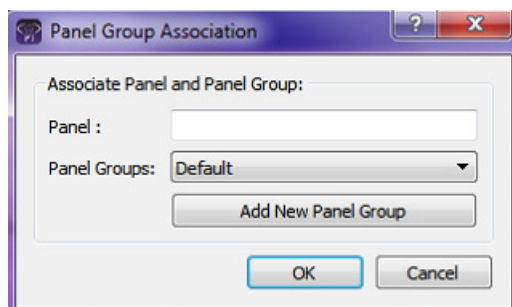 Panel Group Association
Associate Panel and Panel Group:
Panel :
Panel Groups: Default
Add New Panel Group
OK Cancel